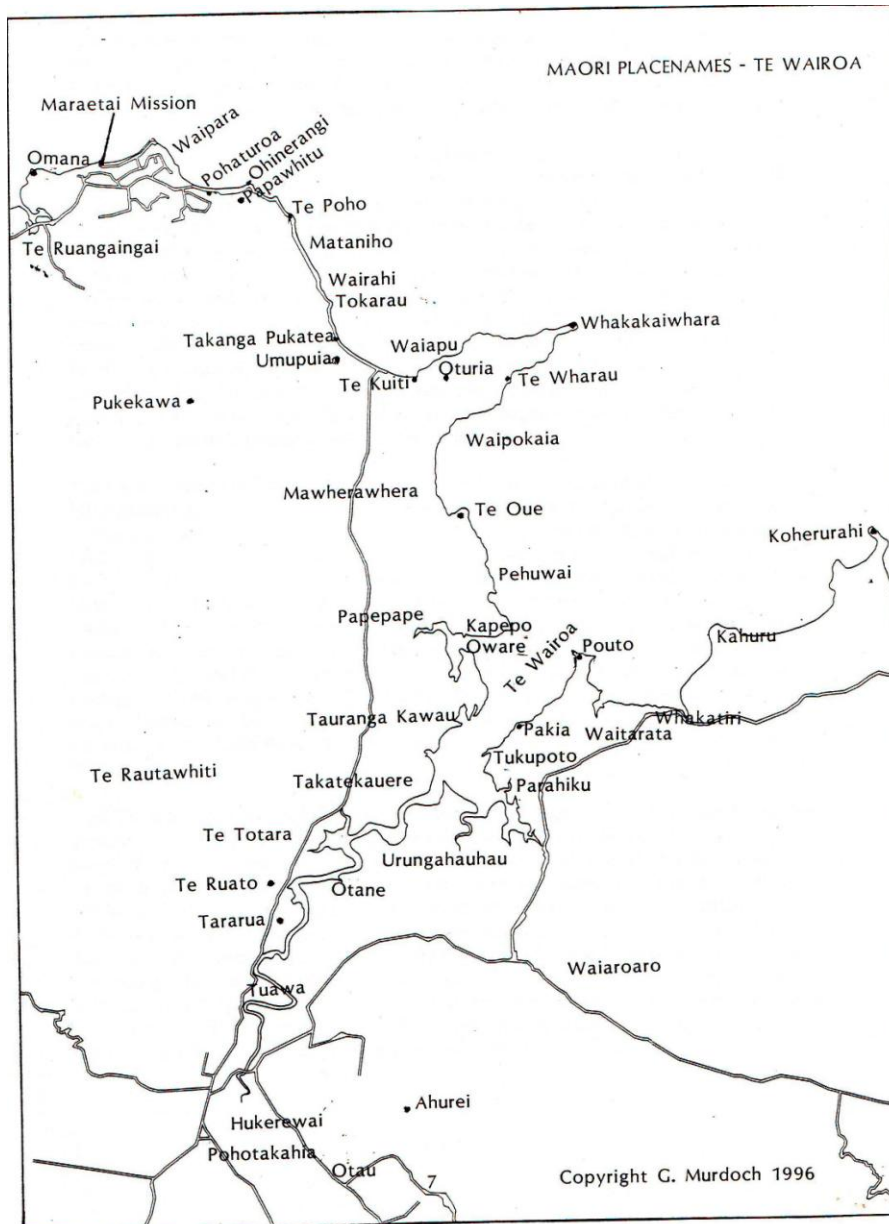 MAORI PLACENAMES - TE WAIROA
Maraetai Mission
Waipara
Omana
Pohaturoa
Ohinerangi
Papawhitu
Te Poho
Te Ruangaingai
Mataniho
Wairahi
Tokarau
Whakakaiwhara
Takanga Pukatea
Waiapu
Umupuia
Te Kuiti
Oturia
Te Wharau
Pukekawa
Waipokaia
Mawherawhera
Te Oue
Koherurahi
Pehuwai
Papepape
Kapepo
Oware
Te Wairoa
Pouto
Kahuru
Tauranga Kawau
Pakia
Waitarata
Whakatiri
Tukupoto
Te Rautawhiti
Takatekauere
Parahiku
Te Totara
Urungahauhau
Te Ruato
Otane
Tararua
Waiaroaro
Tuawa
Ahurei
Hukerewai
Pohotakahia
Otau
7
Copyright G. Murdoch 1996